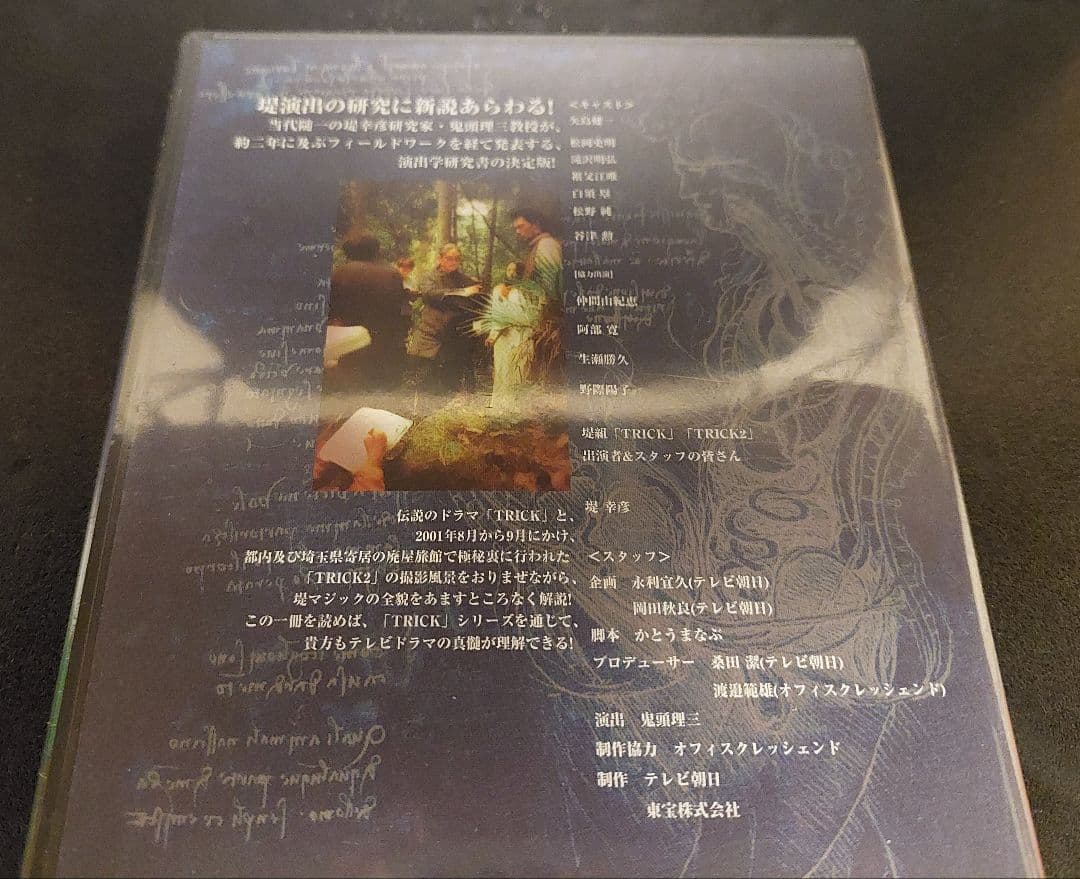 堤演出の研究に新説あらわる!
当代随一の堤幸彦研究家・鬼頭理三教授が、
約二年に及ぶフィールドワークを経て発表する、
演出学研究書の決定版!
伝説のドラマ「TRICK」と、
2001年8月から9月にかけ、
都内及び埼玉県寄居の廃屋旅館で極秘裏に行われた
「TRICK2」の撮影風景をおりまぜながら、
堤マジックの全貌をあますところなく解説!
この一冊を読めば、「TRICK」シリーズを通じて、
貴方もテレビドラマの真髄が理解できる!
<キャスト>
矢島健一
松岡美明
滝沢明弘
祖父江唯
白須 慧
松野 純
谷津 勲
[協力出演]
仲間由紀恵
阿部 寛
生瀬勝久
野際陽子
堤組「TRICK」「TRICK2」
出演者&スタッフの皆さん
堤 幸彦
<スタッフ>
企画 永利宜久(テレビ朝日)
岡田秋良(テレビ朝日)
脚本 かとうまなぶ
プロデューサー 桑田 潔(テレビ朝日)
渡邉範雄(オフィスクレッシェンド)
演出 鬼頭理三
制作協力 オフィスクレッシェンド
制作 テレビ朝日
東宝株式会社